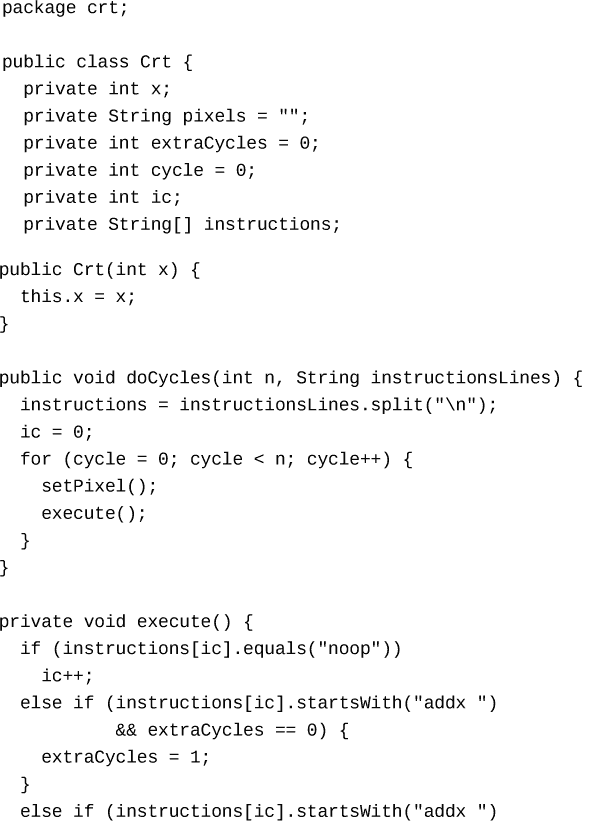 package crt;
public class Crt {
private int x;
private String pixels = "";
private int extraCycles = 0;
private int cycle = 0;
private int ic;
private String[] instructions;
public Crt(int x) {
this.x = x;
}
public void doCycles(int n, String instructionsLines) {
instructions = instructionsLines.split("\n");
ic = 0;
for (cycle = 0; cycle < n; cycle++) {
setPixel();
execute();
}
}
private void execute() {
if (instructions[ic].equals("noop"))
ic++;
else if (instructions[ic].startsWith("addx ")
&& extraCycles == 0) {
extraCycles = 1;
}
else if (instructions[ic].startsWith("addx ")